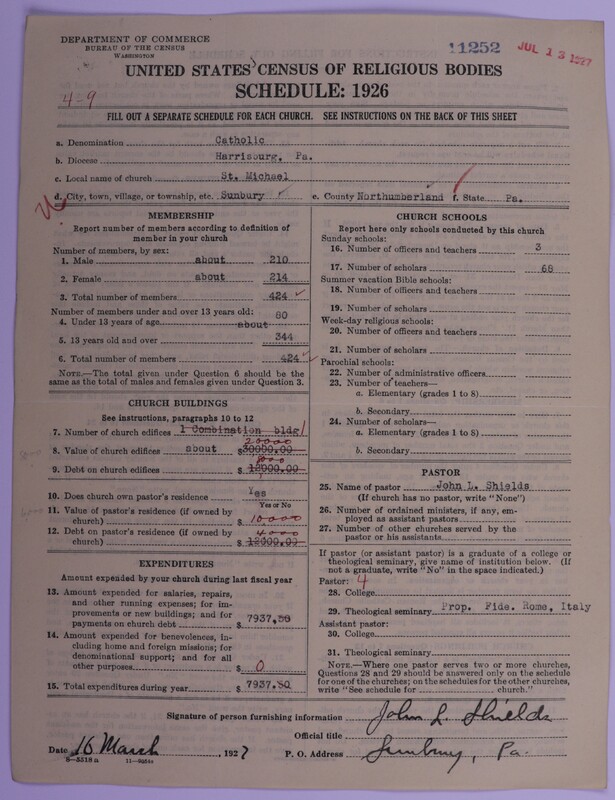 DEPARTMENT OF COMMERCE
BUREAU OF THE CENSUS
WASHINGTON
11252
JUL 13 1927
UNITED STATES CENSUS OF RELIGIOUS BODIES
SCHEDULE: 1926
4-9
FILL OUT A SEPARATE SCHEDULE FOR EACH CHURCH. SEE INSTRUCTIONS ON THE BACK OF THIS SHEET
a. Denomination Catholic
b. Diocese Harrisburg, Pa.
c. Local name of church St. Michael
d. City, town, village, or township, etc. Sunbury e. County Northumberland f. State Pa.
MEMBERSHIP
Report number of members according to definition of
member in your church
Number of members, by sex:
1. Male about 210
2. Female about 214
3. Total number of members 424
Number of members under and over 13 years old:
4. Under 13 years of age about 80
5. 13 years old and over 344
6. Total number of members 424
NOTE.—The total given under Question 6 should be
same as the total of males and females given under Question 3.
CHURCH BUILDINGS
See instructions, paragraphs 10 to 12
7. Number of church edifices 1 Combination bldg 1
8. Value of church edifices about $30000.00 20000
9. Debt on church edifices $12000.00 8000
10. Does church own pastor's residence Yes
Yes or No
11. Value of pastor's residence (if owned by
church) $ 10000
12. Debt on pastor's residence (if owned by
church) $ 12000.00 4000
EXPENDITURES
Amount expended by your church during last fiscal year
13. Amount expended for salaries, repairs,
and other running expenses; for im-
provements or new buildings; and for
payments on church debt $ 7937.50
14. Amount expended for benevolences, in-
cluding home and foreign missions; for
denominational support; and for all
other purposes $ 0
15. Total expenditures during year $ 7937.50
CHURCH SCHOOLS
Report here only schools conducted by this church
Sunday schools:
16. Number of officers and teachers 3
17. Number of scholars 68
Summer vacation Bible schools:
18. Number of officers and teachers
19. Number of scholars
Week-day religious schools:
20. Number of officers and teachers
21. Number of scholars
Parochial schools:
22. Number of administrative officers
23. Number of teachers—
a. Elementary (grades 1 to 8)
b. Secondary
24. Number of scholars—
a. Elementary (grades 1 to 8)
b. Secondary
PASTOR
25. Name of pastor John L. Shields
(If church has no pastor, write "None")
26. Number of ordained ministers, if any, em-
ployed as assistant pastors
27. Number of other churches served by the
pastor or his assistants
If pastor (or assistant pastor) is a graduate of a college or
theological seminary, give name of institution below. (If
not a graduate, write "No" in the space indicated.)
Pastor: 4
28. College
29. Theological seminary Prop. Fide. Rome, Italy
Assistant pastor:
30. College
31. Theological seminary
NOTE.—Where one pastor serves two or more churches,
Questions 28 and 29 should be answered only on the schedule
for one of the churches; on the schedules for the other churches,
write "See schedule for church."
Signature of person furnishing information John L. Shields
Official title
Date 16 March, 1927 P. O. Address Sunbury, Pa.